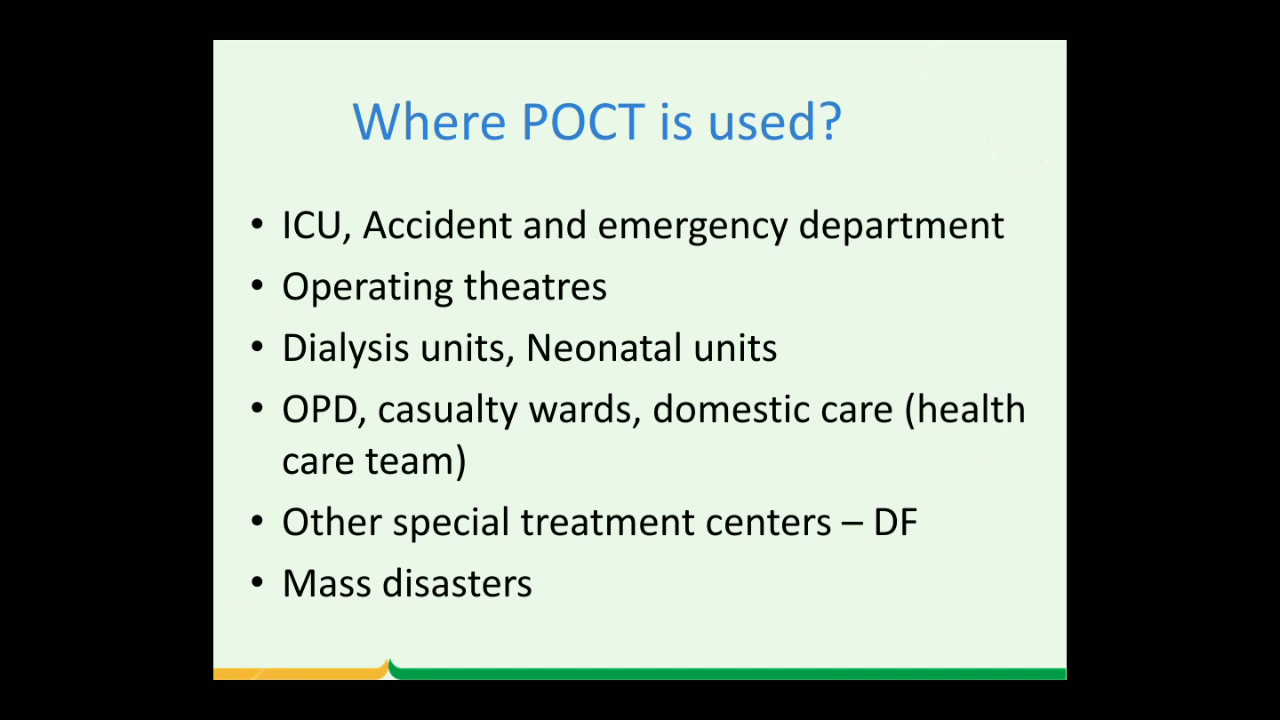 Where POCT is used?
• ICU, Accident and emergency department
• Operating theatres
• Dialysis units, Neonatal units
• OPD, casualty wards, domestic care (health
care team)
• Other special treatment centers – DF
• Mass disasters